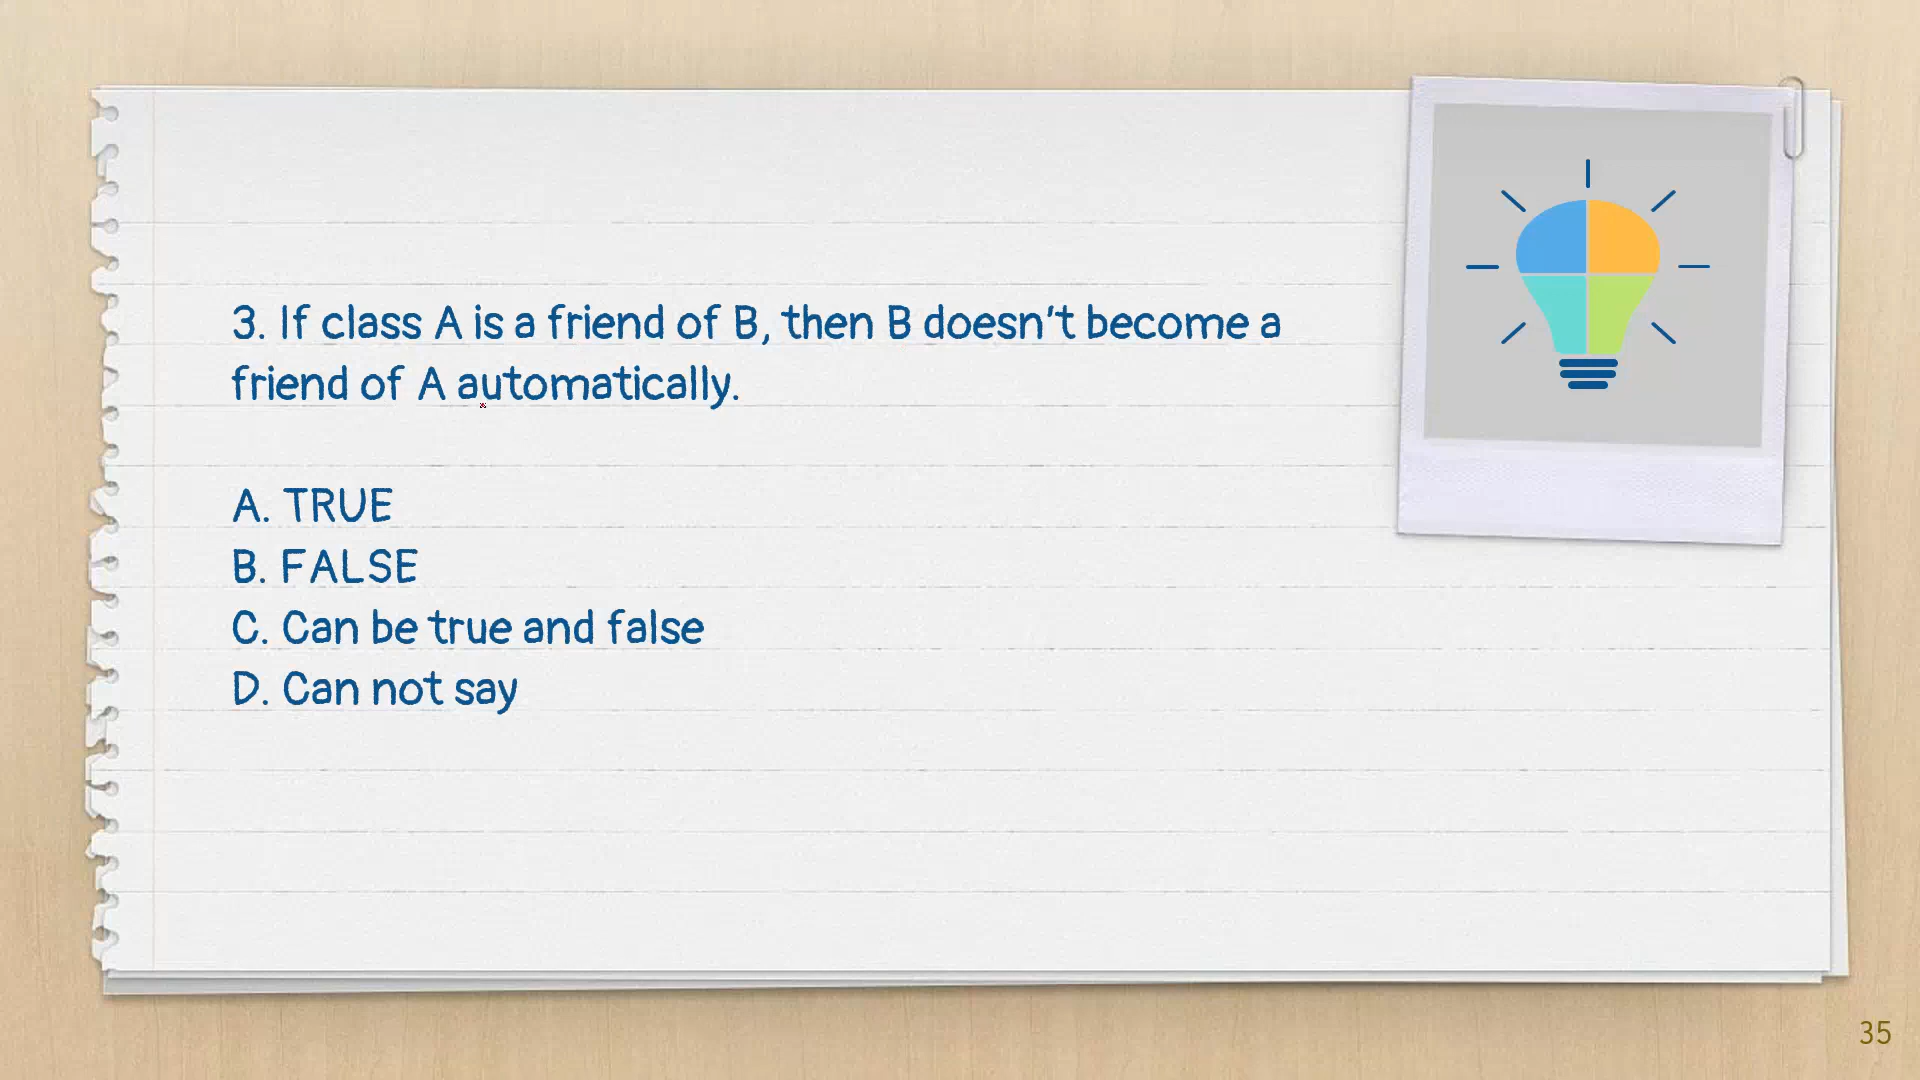 3. If class A is a friend of B, then B doesn't become a
friend of A automatically.
A. TRUE
B. FALSE
C. Can be true and false
D. Can not say
35